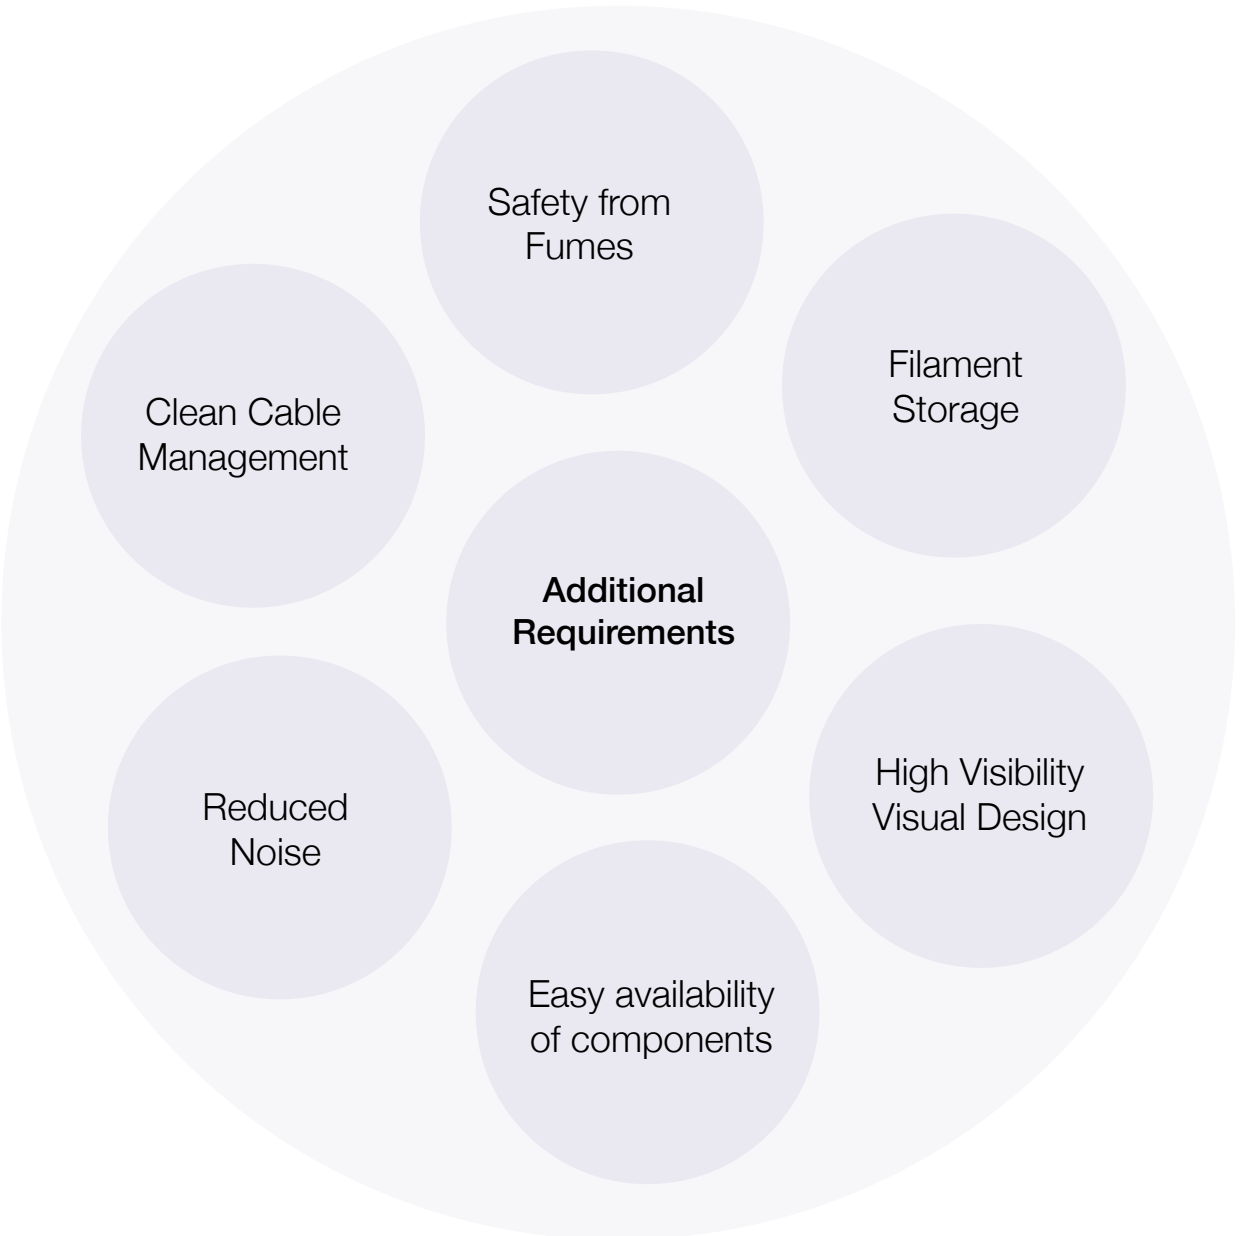 Safety from
Fumes
Filament
Storage
Clean Cable
Management
Additional
Requirements
High Visibility
Visual Design
Reduced
Noise
Easy availability
of components